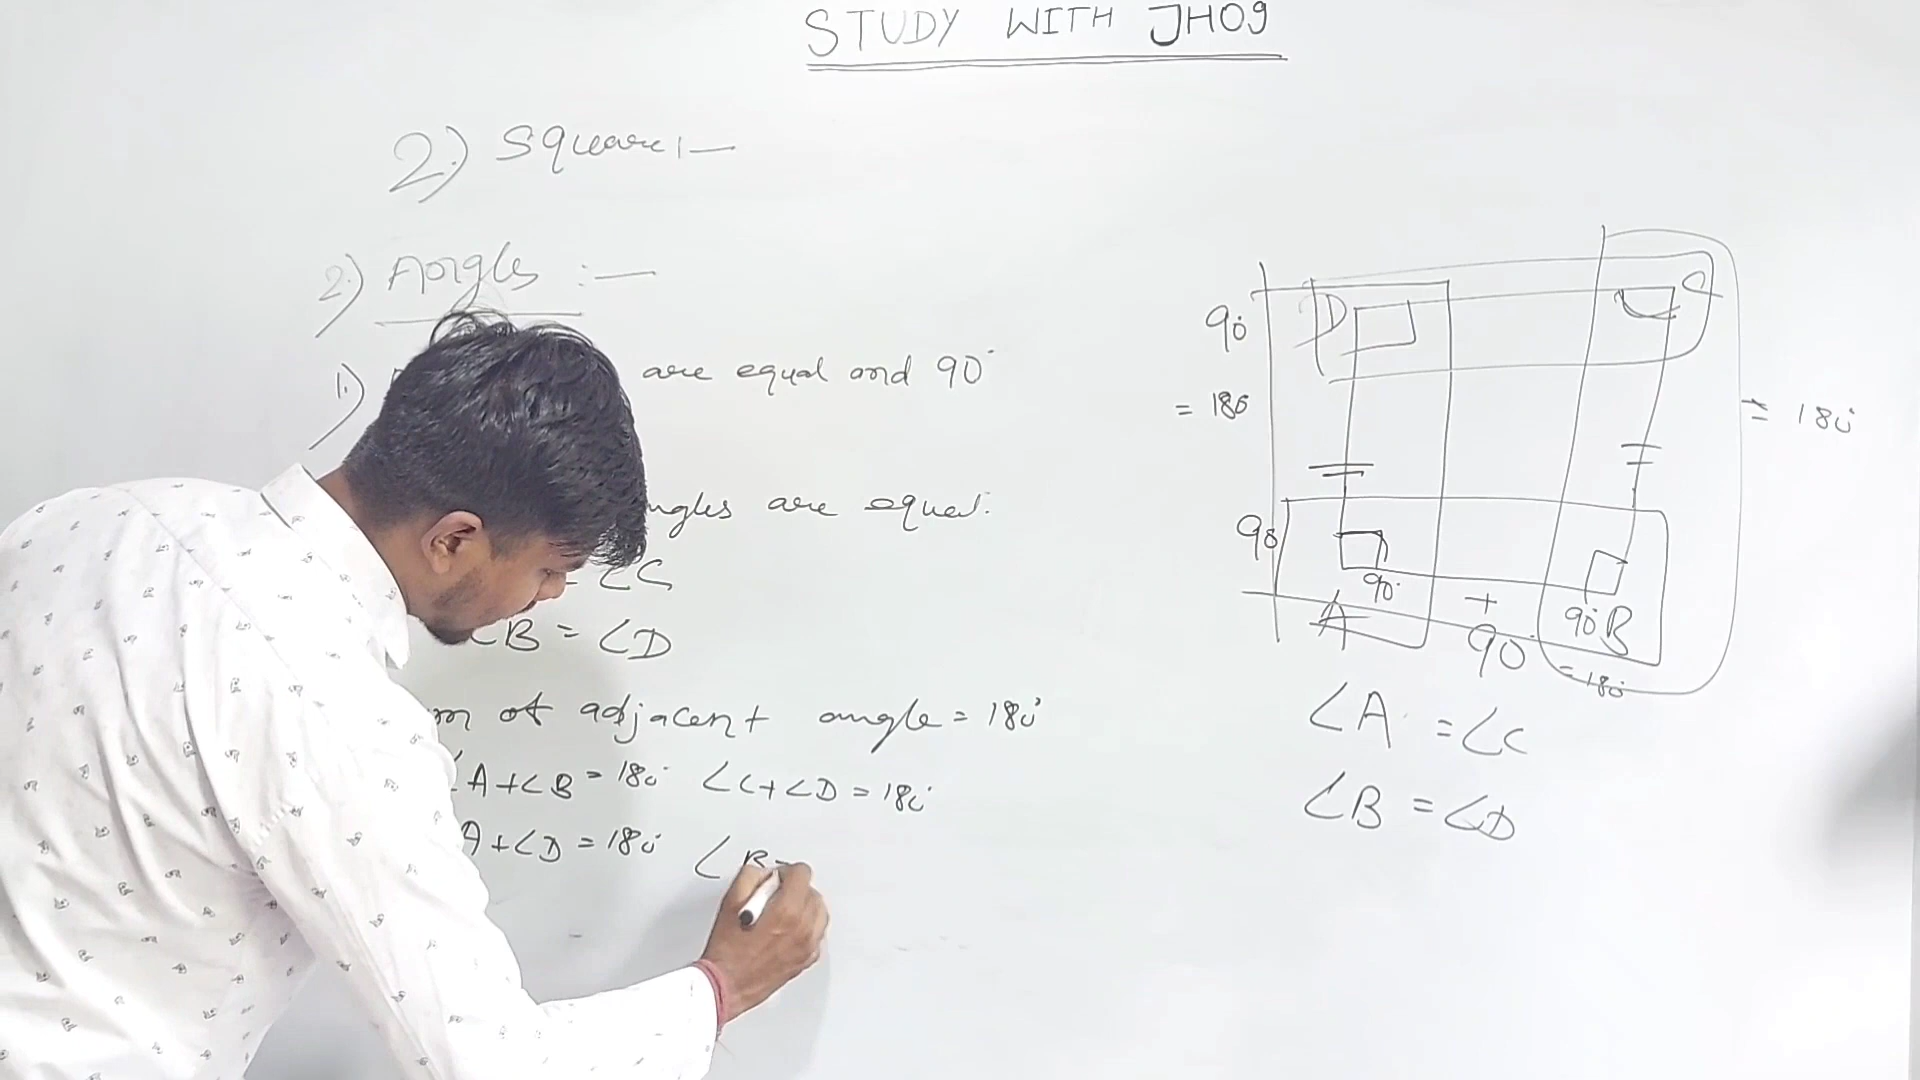 STUDY WITH JH09
2.) Square :—
2.) Angles :—
1.) are equal and 90°
ngles are equal.
= ∠C
∠B = ∠D
of adjacent angle = 180°
∠A+∠B = 180° ∠C+∠D = 180°
A+∠D = 180° ∠B
D C
90°
= 180 = 180°
90
90°
A + 90° B
90
= 180°
∠A = ∠C
∠B = ∠D